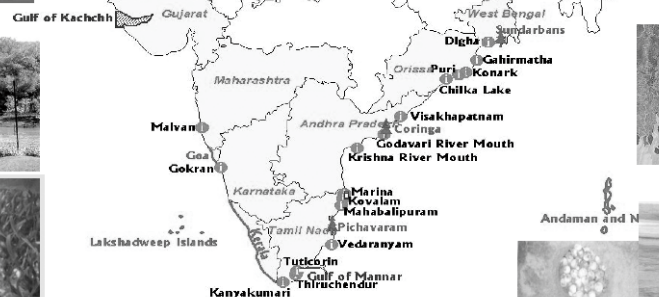 Gulf of Kachchh
Gujarat
West Bengal
Sundarbans
Digha
Gahirmatha
Orissa
Puri
Konark
Chilka Lake
Maharashtra
Malvan
Andhra Prade
Visakhapatnam
Coringa
Godavari River Mouth
Krishna River Mouth
Goa
Gokran
Karnataka
Marina
Kovalam
Mahabalipuram
Andaman and N
Lakshadweep Islands
Kerala
Tamil Nad
Pichavaram
Vedaranyam
Tuticorin
Gulf of Mannar
Thiruchendur
Kanyakumari